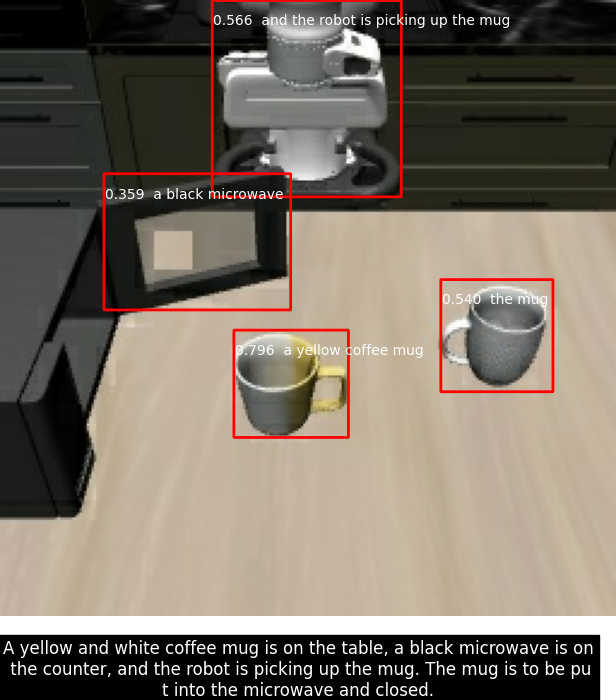 0.566 and the robot is picking up the mug
0.359 a black microwave
0.540 the mug
0.796 a yellow coffee mug
A yellow and white coffee mug is on the table, a black microwave is on
the counter, and the robot is picking up the mug. The mug is to be pu
t into the microwave and closed.